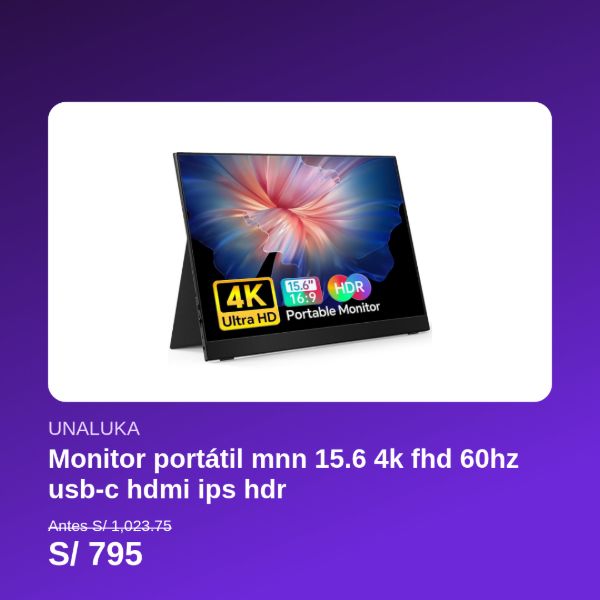 4K
Ultra HD
15.6"
16:9
HDR
Portable Monitor
UNALUKA
Monitor portátil mnn 15.6 4k fhd 60hz
usb-c hdmi ips hdr
Antes S/ 1,023.75
S/ 795